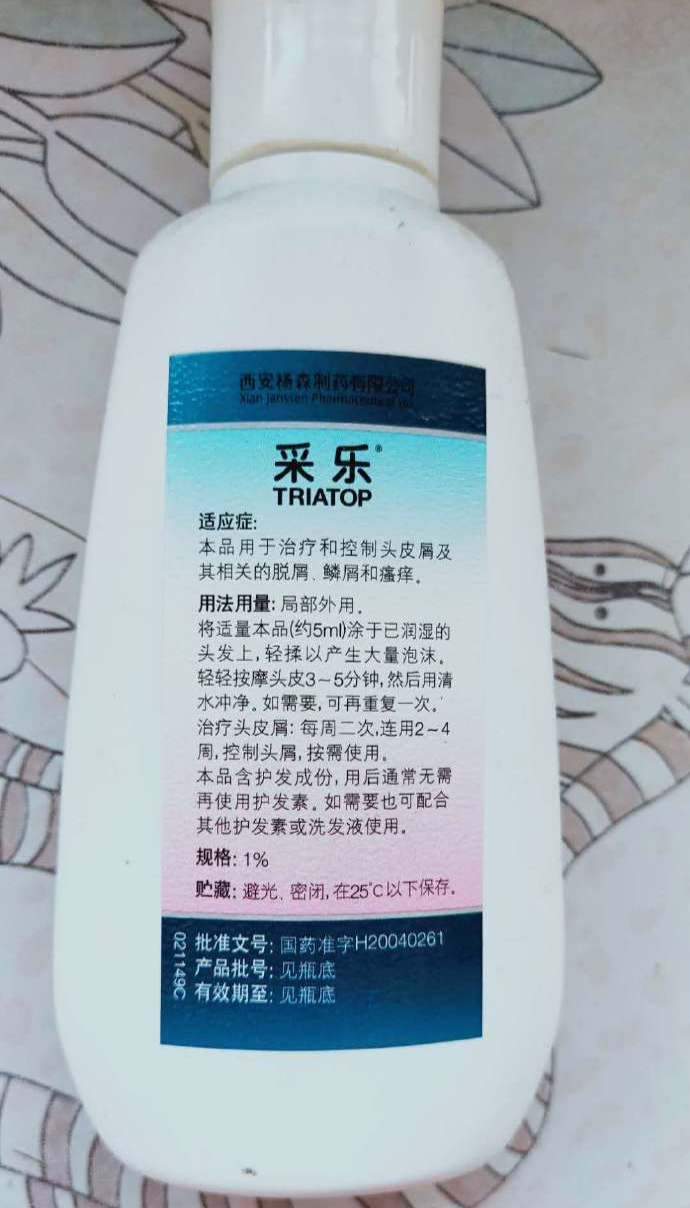 西安杨森制药有限公司
Xian Janssen Pharmaceutical Ltd
采乐®
TRIATOP
适应症:
本品用于治疗和控制头皮屑及
其相关的脱屑、鳞屑和瘙痒。
用法用量: 局部外用。
将适量本品(约5ml)涂于已润湿的
头发上,轻揉以产生大量泡沫。
轻轻按摩头皮3~5分钟,然后用清
水冲净。如需要,可再重复一次。
治疗头皮屑: 每周二次,连用2~4
周,控制头屑,按需使用。
本品含护发成份,用后通常无需
再使用护发素。如需要也可配合
其他护发素或洗发液使用。
规格: 1%
贮藏: 避光、密闭,在25℃以下保存。
批准文号: 国药准字H20040261
产品批号: 见瓶底
有效期至: 见瓶底
021149C